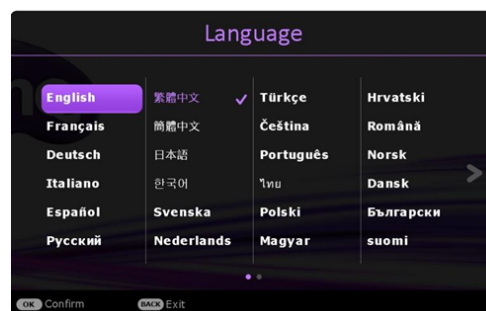 Language
English
Français
Deutsch
Italiano
Español
Русский
繁體中文
簡體中文
日本語
한국어
Svenska
Nederlands
Türkçe
Čeština
Português
ไทย
Polski
Magyar
Hrvatski
Română
Norsk
Dansk
Български
suomi
OK Confirm
BACK Exit